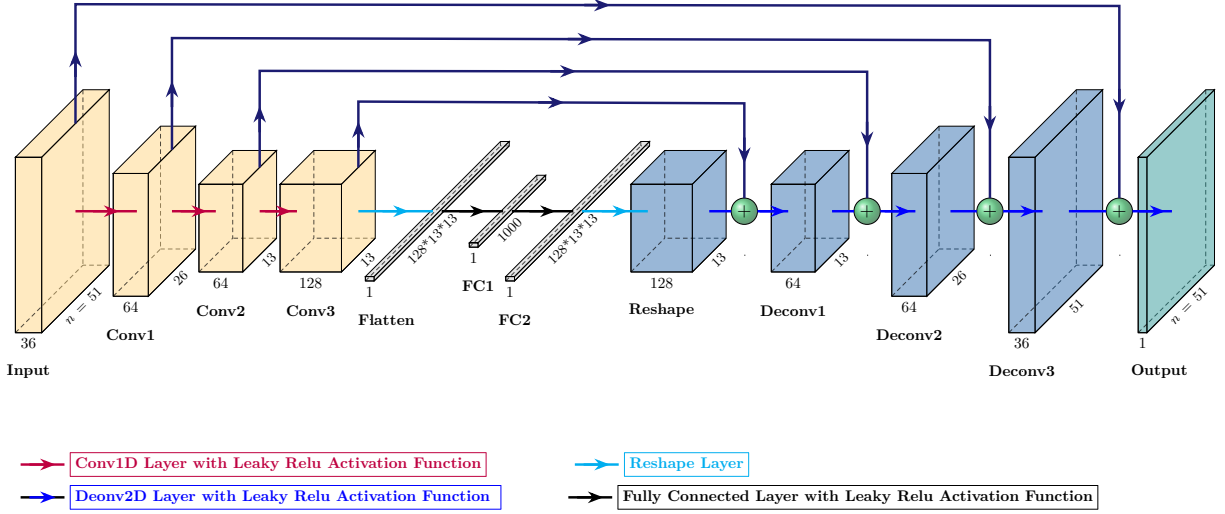 36
n = 51
Input
64
26
Conv1
64
13
Conv2
128
13
Conv3
1
128*13*13
Flatten
1
1000
FC1
1
128*13*13
FC2
128
13
Reshape
+
64
13
Deconv1
+
64
26
Deconv2
+
36
51
Deconv3
+
1
n = 51
Output
Conv1D Layer with Leaky Relu Activation Function
Reshape Layer
Deonv2D Layer with Leaky Relu Activation Function
Fully Connected Layer with Leaky Relu Activation Function